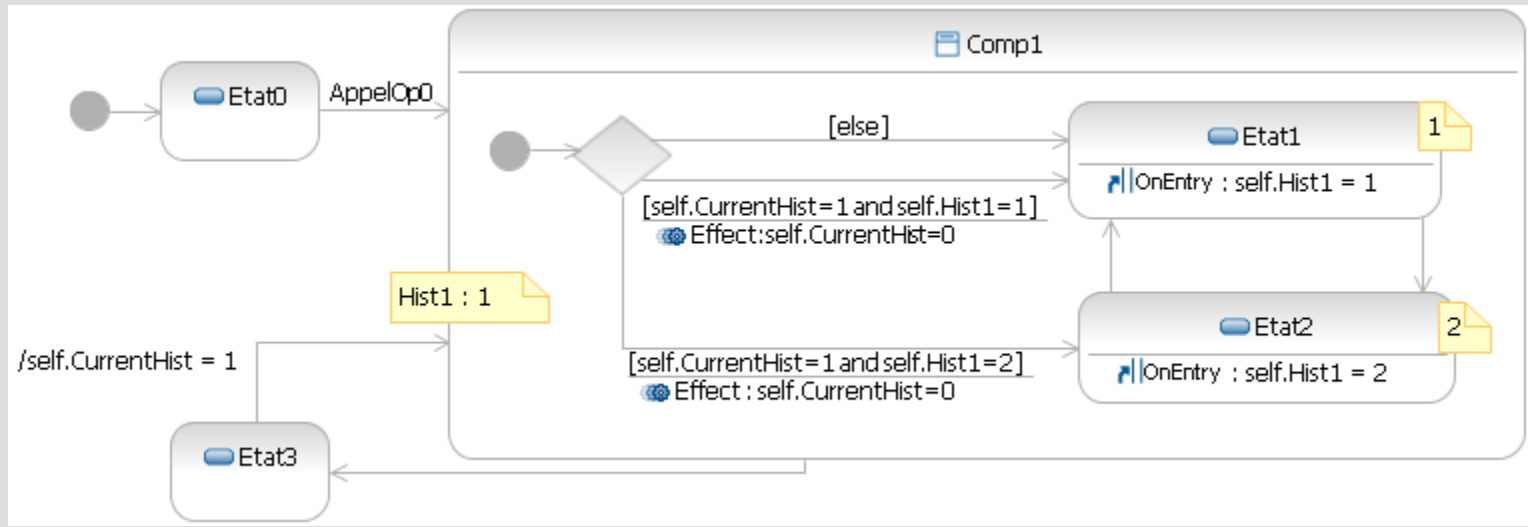 Comp1
Etat0
AppelOp0
[else]
Etat1
1
OnEntry : self.Hist1 = 1
[self.CurrentHist=1 and self.Hist1=1]
Effect:self.CurrentHist=0
Hist1 : 1
Etat2
2
OnEntry : self.Hist1 = 2
/self.CurrentHist = 1
[self.CurrentHist=1 and self.Hist1=2]
Effect : self.CurrentHist=0
Etat3